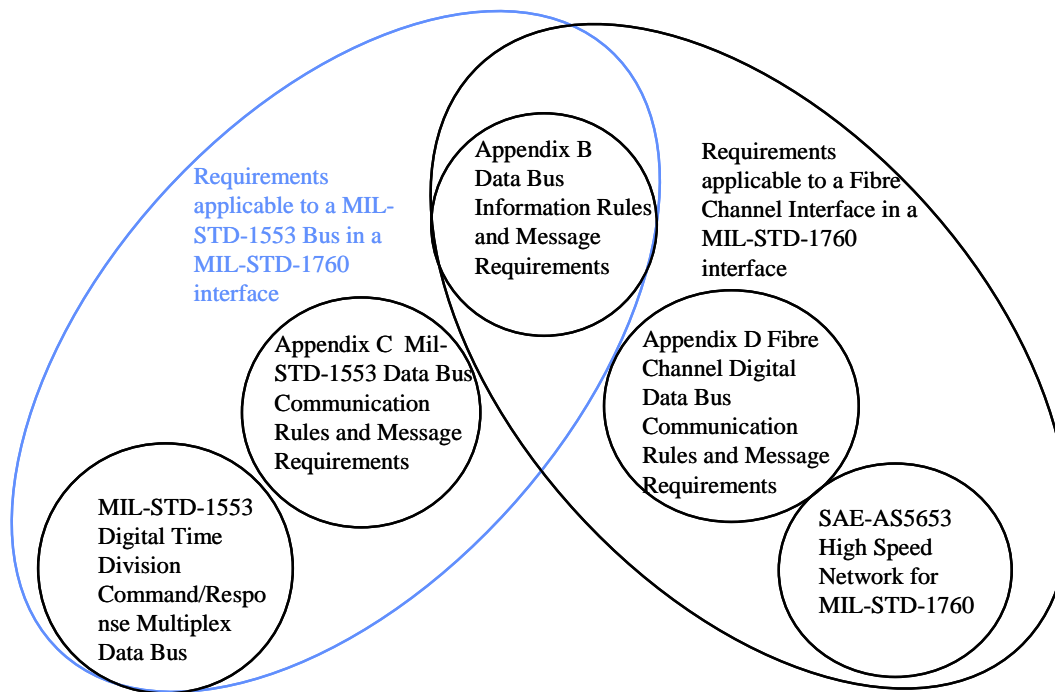 Requirements
applicable to a MIL-
STD-1553 Bus in a
MIL-STD-1760
interface
Appendix B
Data Bus
Information Rules
and Message
Requirements
Requirements
applicable to a Fibre
Channel Interface in a
MIL-STD-1760
interface
Appendix C Mil-
STD-1553 Data Bus
Communication
Rules and Message
Requirements
Appendix D Fibre
Channel Digital
Data Bus
Communication
Rules and Message
Requirements
MIL-STD-1553
Digital Time
Division
Command/Respo
nse Multiplex
Data Bus
SAE-AS5653
High Speed
Network for
MIL-STD-1760